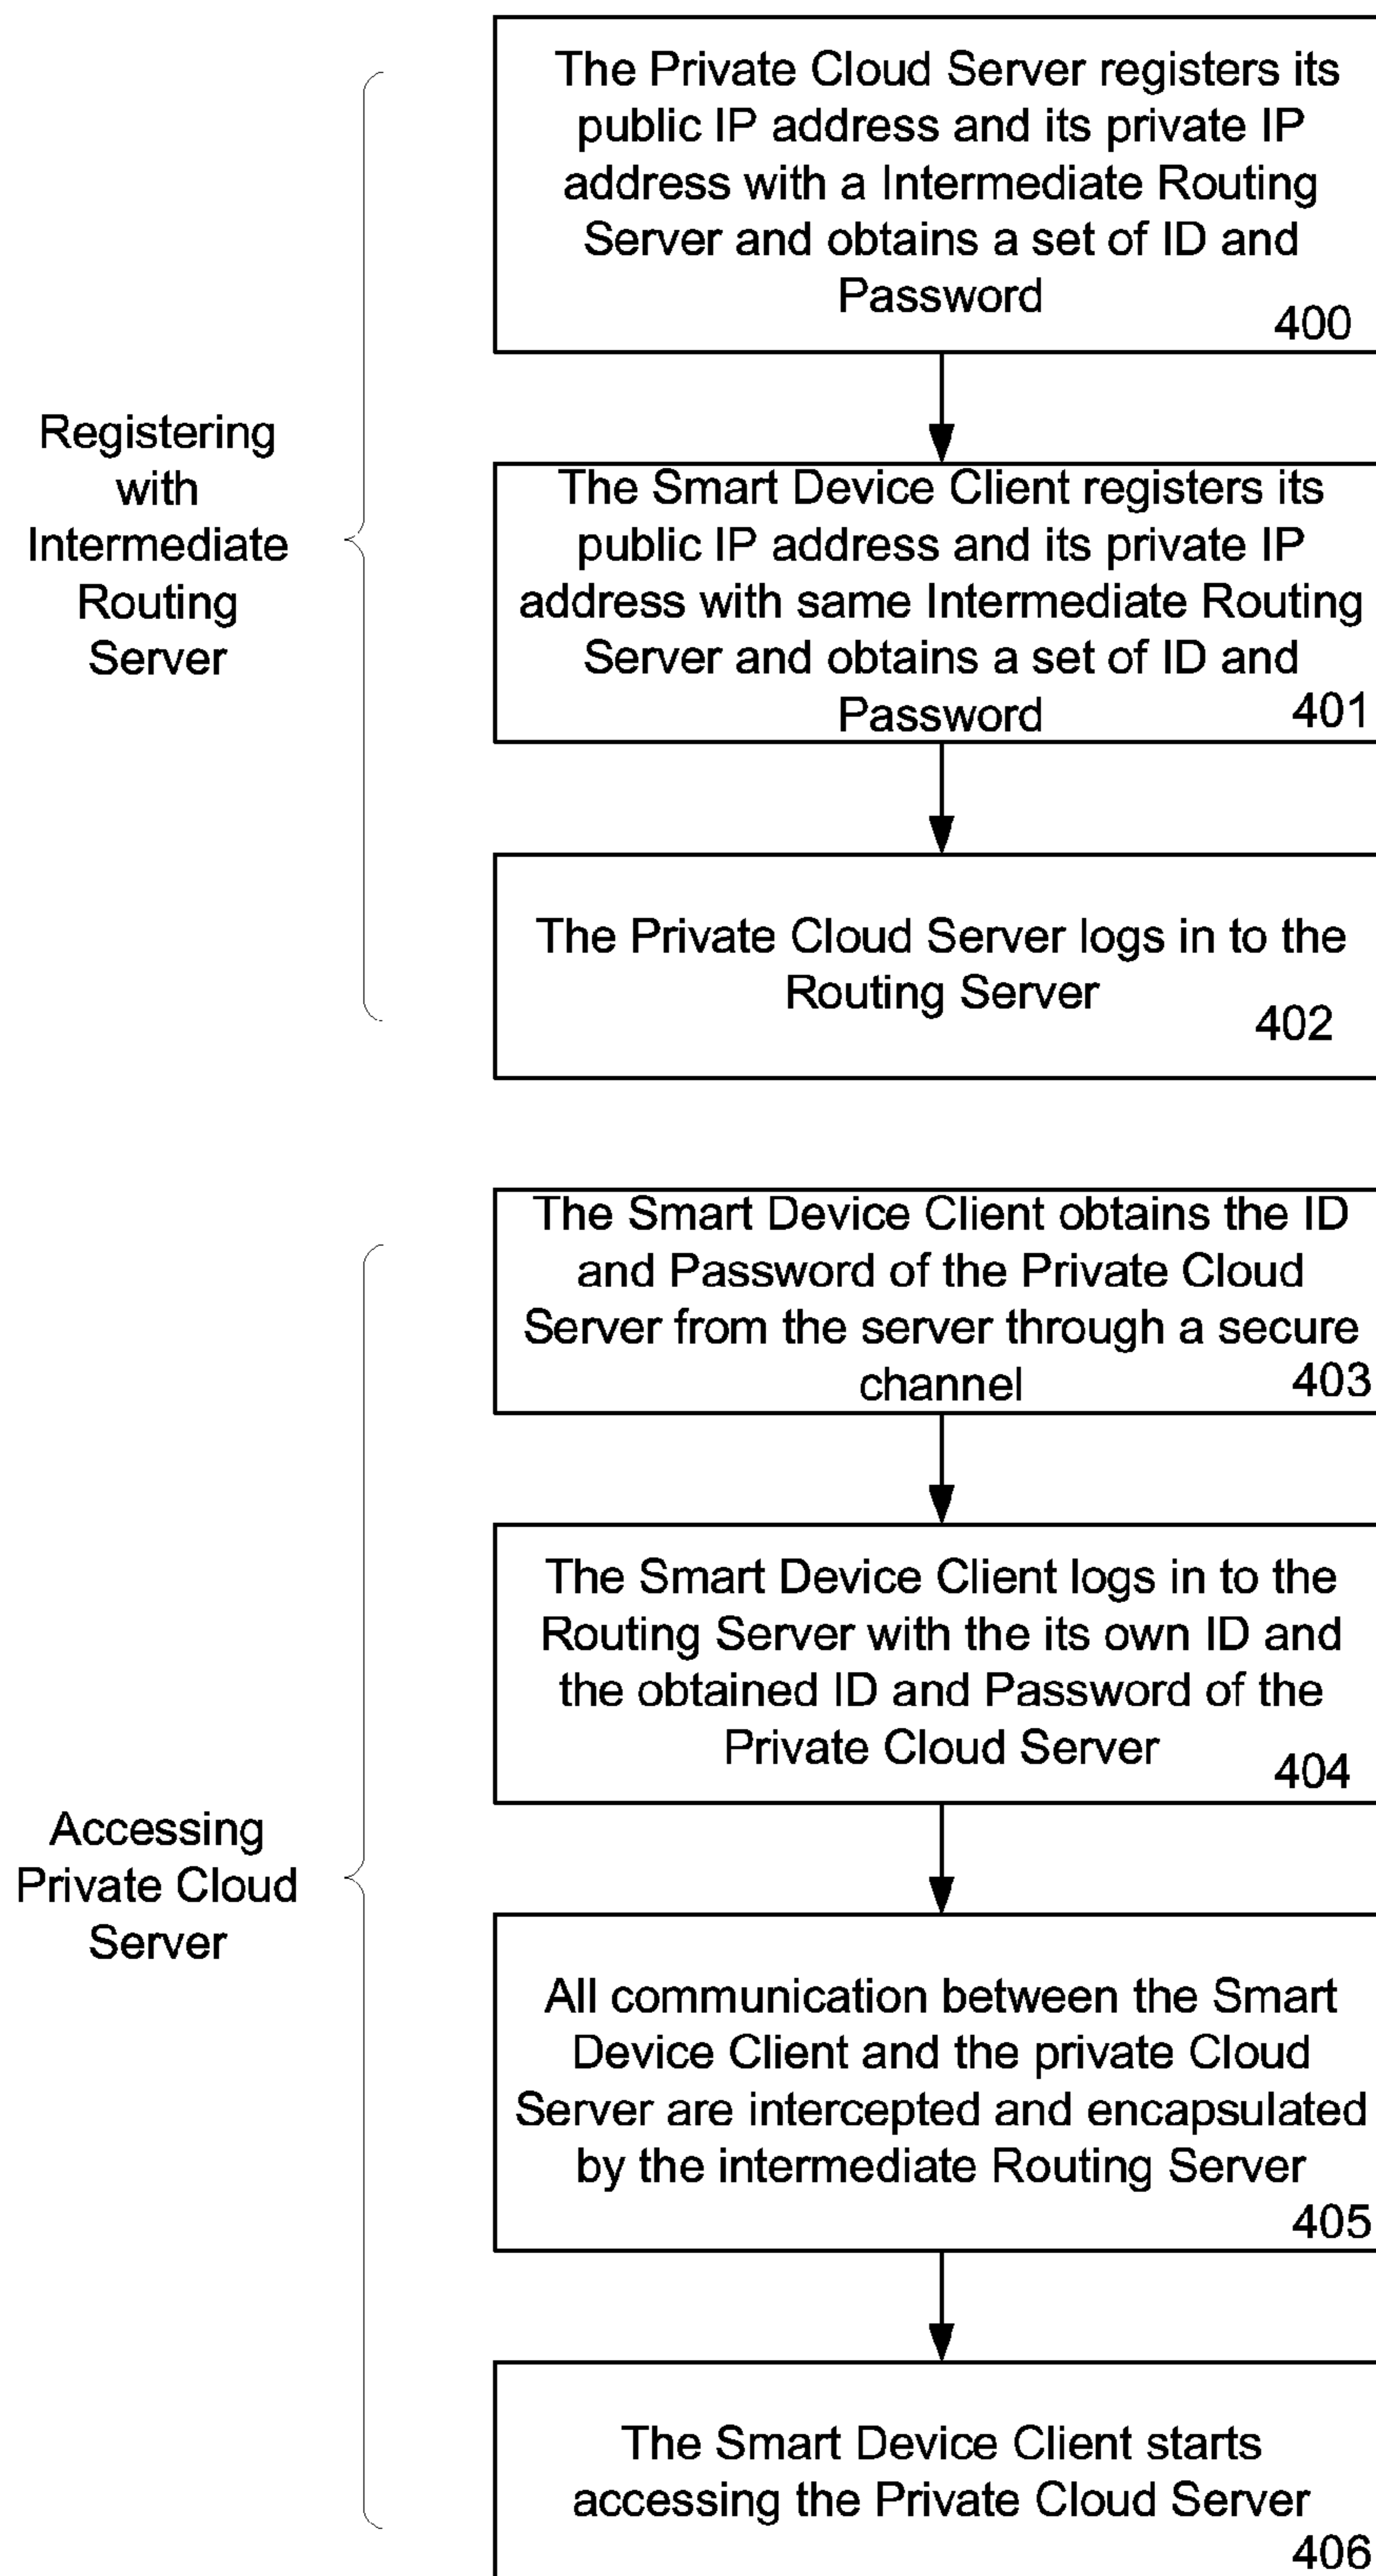 The Private Cloud Server registers its
public IP address and its private IP
address with a Intermediate Routing
Server and obtains a set of ID and
Password
400
Registering
with
Intermediate
Routing
Server
The Smart Device Client registers its
public IP address and its private IP
address with same Intermediate Routing
Server and obtains a set of ID and
Password
401
The Private Cloud Server logs in to the
Routing Server
402
The Smart Device Client obtains the ID
and Password of the Private Cloud
Server from the server through a secure
channel
403
The Smart Device Client logs in to the
Routing Server with the its own ID and
the obtained ID and Password of the
Private Cloud Server
404
Accessing
Private Cloud
Server
All communication between the Smart
Device Client and the private Cloud
Server are intercepted and encapsulated
by the intermediate Routing Server
405
The Smart Device Client starts
accessing the Private Cloud Server
406